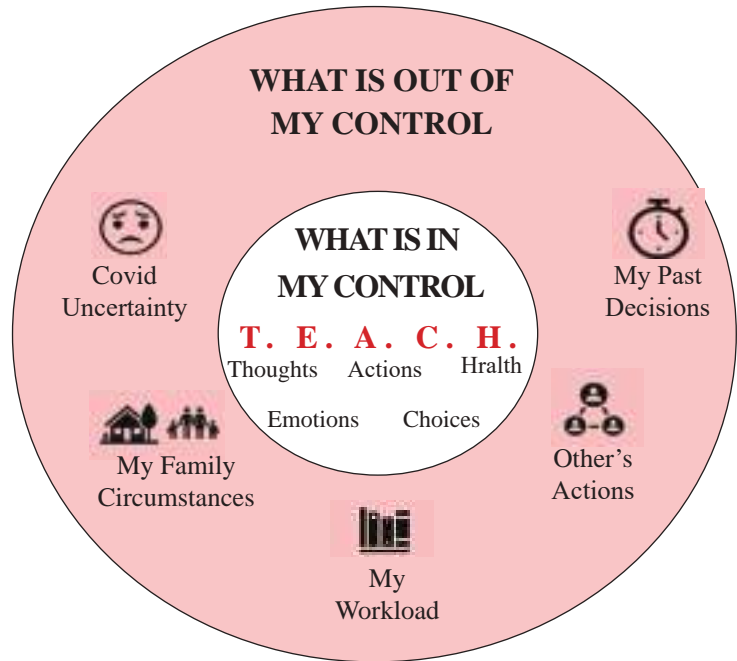 WHAT IS OUT OF
MY CONTROL
Covid
Uncertainty
My Past
Decisions
WHAT IS IN
MY CONTROL
T. E. A. C. H.
Thoughts Actions Hralth
Emotions Choices
My Family
Circumstances
Other’s
Actions
My
Workload